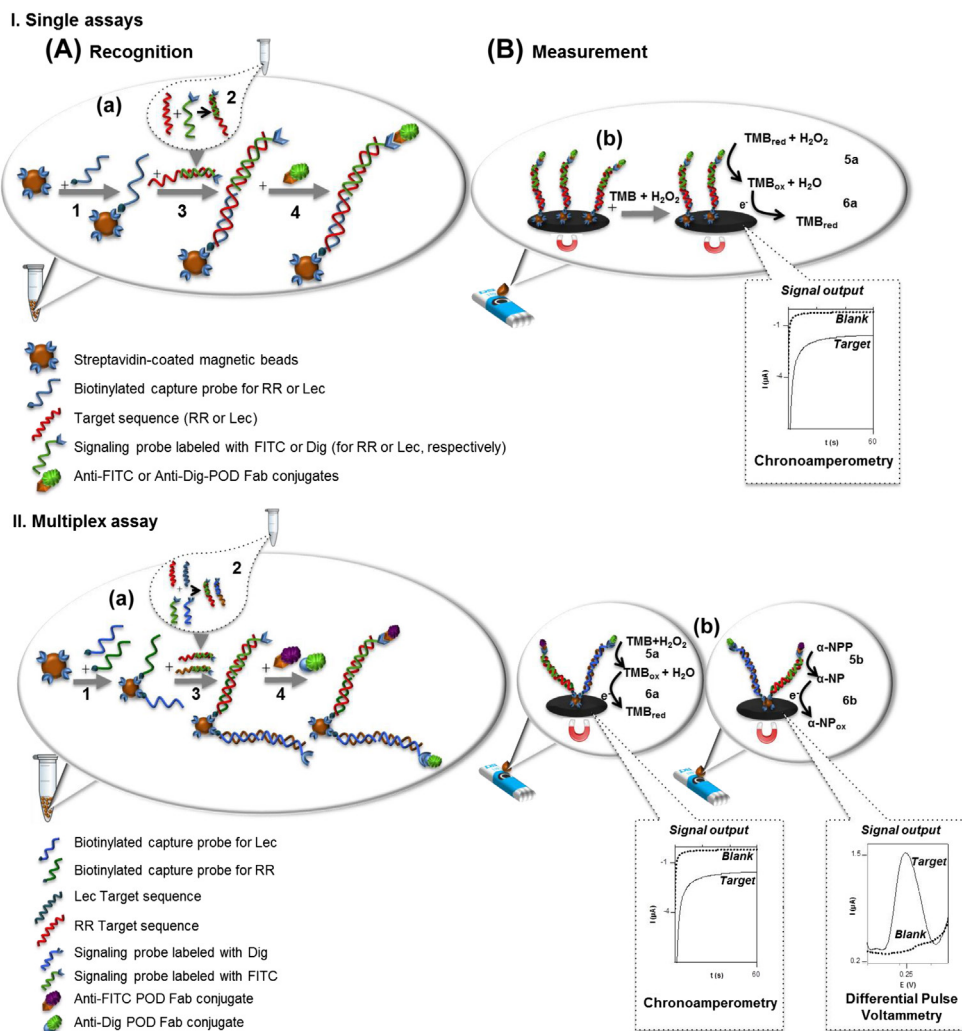 I. Single assays
(A) Recognition
(B) Measurement
(a)
2
+
+
1
+
3
+
4
(b)
TMB + H2O2
+
TMBred + H2O2
5a
TMBox + H2O
e-
6a
TMBred
Signal output
Blank
Target
-1
-4
I (µA)
t (s)
60
Chronoamperometry
Streptavidin-coated magnetic beads
Biotinylated capture probe for RR or Lec
Target sequence (RR or Lec)
Signaling probe labeled with FITC or Dig (for RR or Lec, respectively)
Anti-FITC or Anti-Dig-POD Fab conjugates
II. Multiplex assay
(a)
2
+
1
+
3
+
4
(b)
TMB+H2O2
5a
TMBox + H2O
6a
e-
TMBred
α-NPP
5b
α-NP
e-
6b
α-NPox
Signal output
Blank
Target
-1
-4
I (µA)
t (s)
60
Chronoamperometry
Signal output
1.5
Target
I (µA)
Blank
0.2
0.25
E (V)
Differential Pulse
Voltammetry
Biotinylated capture probe for Lec
Biotinylated capture probe for RR
Lec Target sequence
RR Target sequence
Signaling probe labeled with Dig
Signaling probe labeled with FITC
Anti-FITC POD Fab conjugate
Anti-Dig POD Fab conjugate